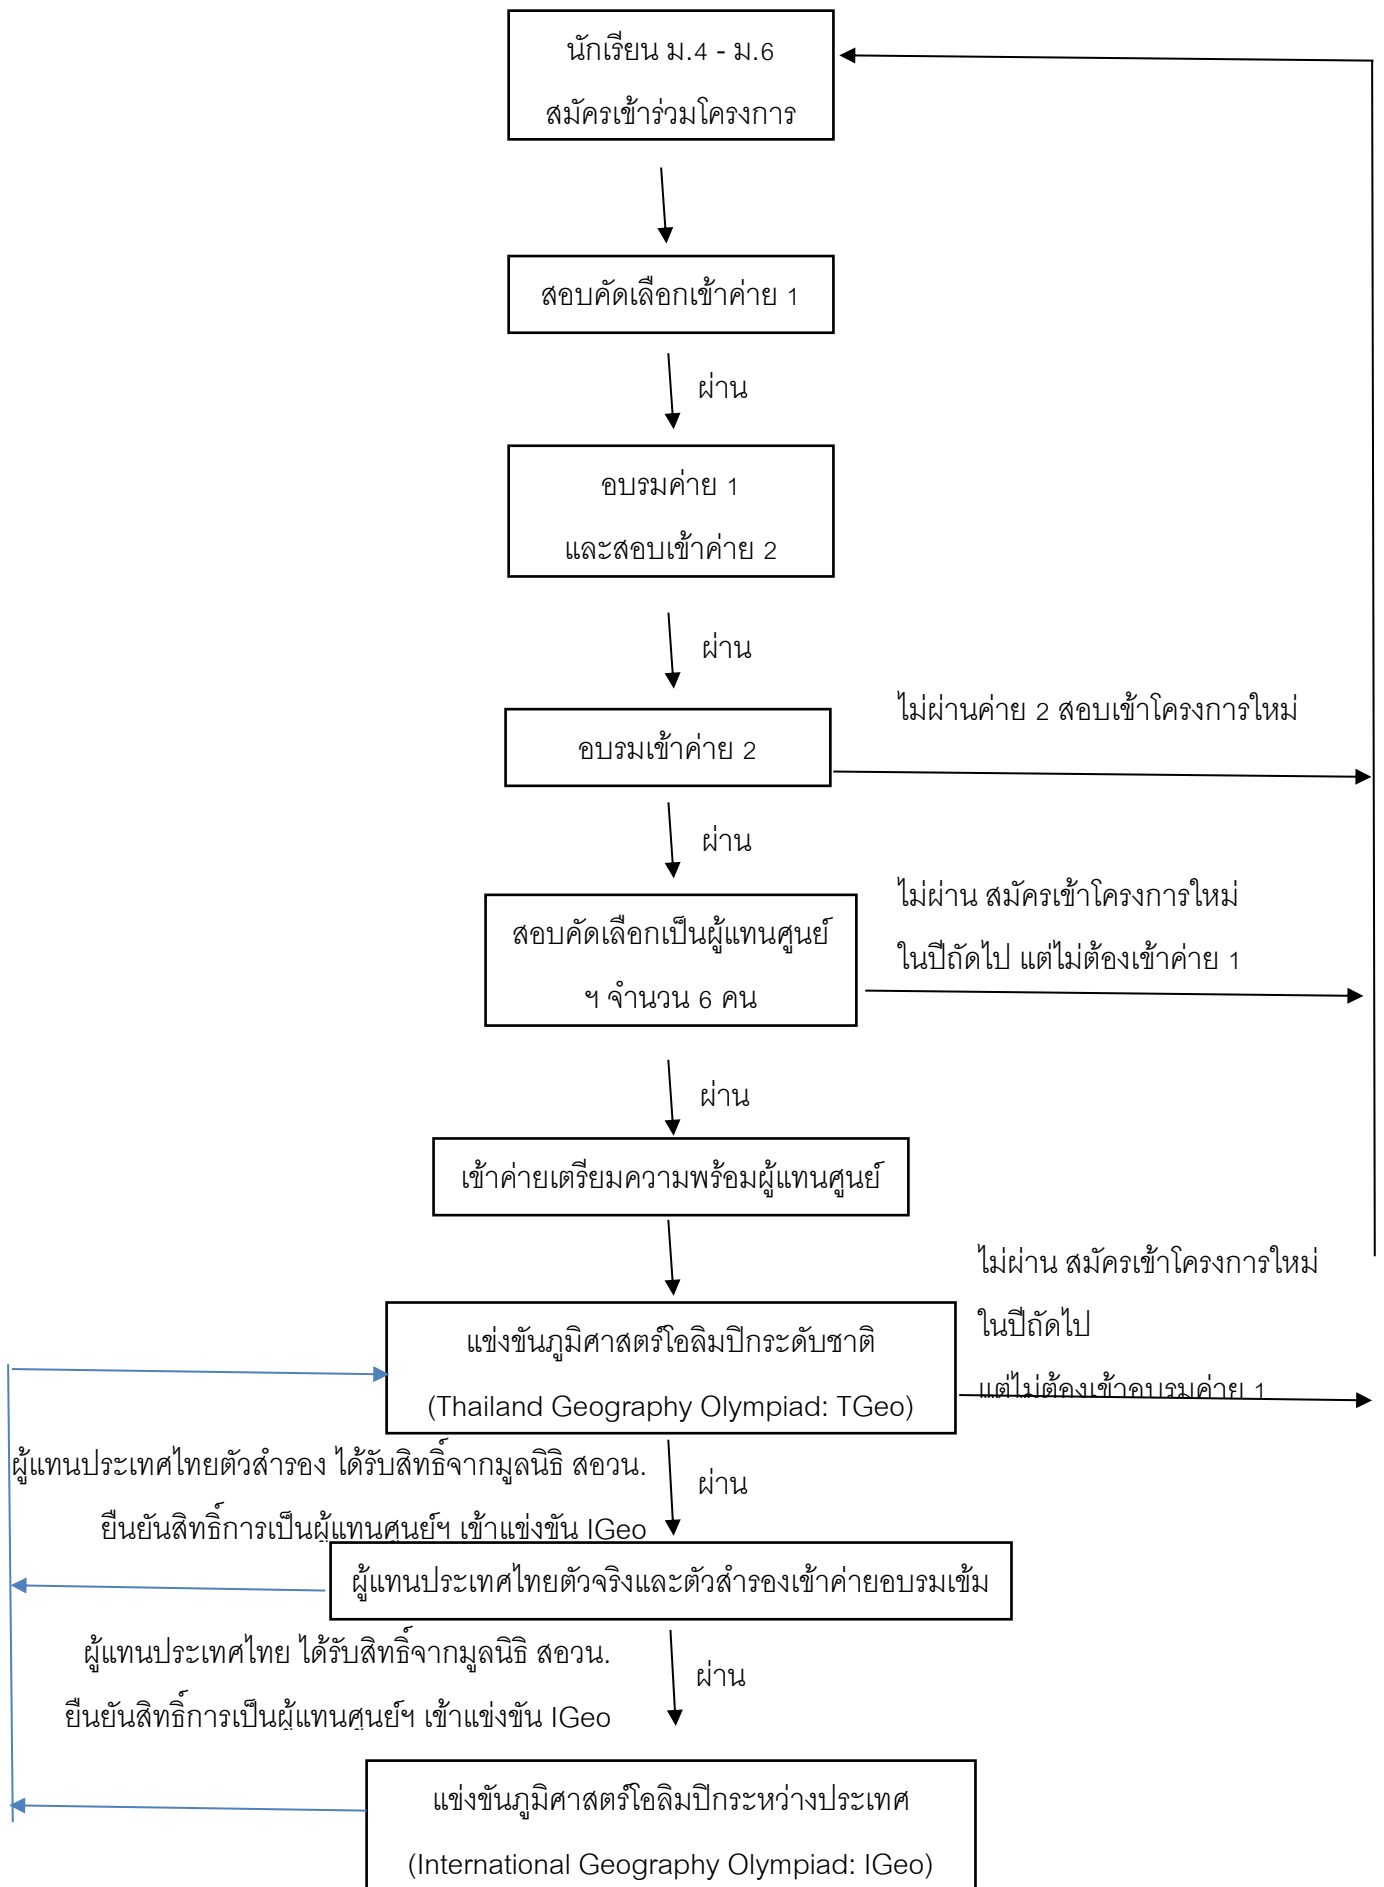 นักเรียน ม.4 - ม.6
สมัครเข้าร่วมโครงการ
สอบคัดเลือกเข้าค่าย 1
ผ่าน
อบรมค่าย 1
และสอบเข้าค่าย 2
ผ่าน
ไม่ผ่านค่าย 2 สอบเข้าโครงการใหม่
อบรมเข้าค่าย 2
ผ่าน
ไม่ผ่าน สมัครเข้าโครงการใหม่
ในปีถัดไป แต่ไม่ต้องเข้าค่าย 1
สอบคัดเลือกเป็นผู้แทนศูนย์
ฯ จำนวน 6 คน
ผ่าน
เข้าค่ายเตรียมความพร้อมผู้แทนศูนย์
ไม่ผ่าน สมัครเข้าโครงการใหม่
ในปีถัดไป
แต่ไม่ต้องเข้าอบรมค่าย 1
แข่งขันภูมิศาสตร์โอลิมปิกระดับชาติ
(Thailand Geography Olympiad: TGeo)
ผู้แทนประเทศไทยตัวสำรอง ได้รับสิทธิ์จากมูลนิธิ สอวน.
ยืนยันสิทธิ์การเป็นผู้แทนศูนย์ฯ เข้าแข่งขัน IGeo
ผ่าน
ผู้แทนประเทศไทยตัวจริงและตัวสำรองเข้าค่ายอบรมเข้ม
ผู้แทนประเทศไทย ได้รับสิทธิ์จากมูลนิธิ สอวน.
ยืนยันสิทธิ์การเป็นผู้แทนศูนย์ฯ เข้าแข่งขัน IGeo
ผ่าน
แข่งขันภูมิศาสตร์โอลิมปิกระหว่างประเทศ
(International Geography Olympiad: IGeo)